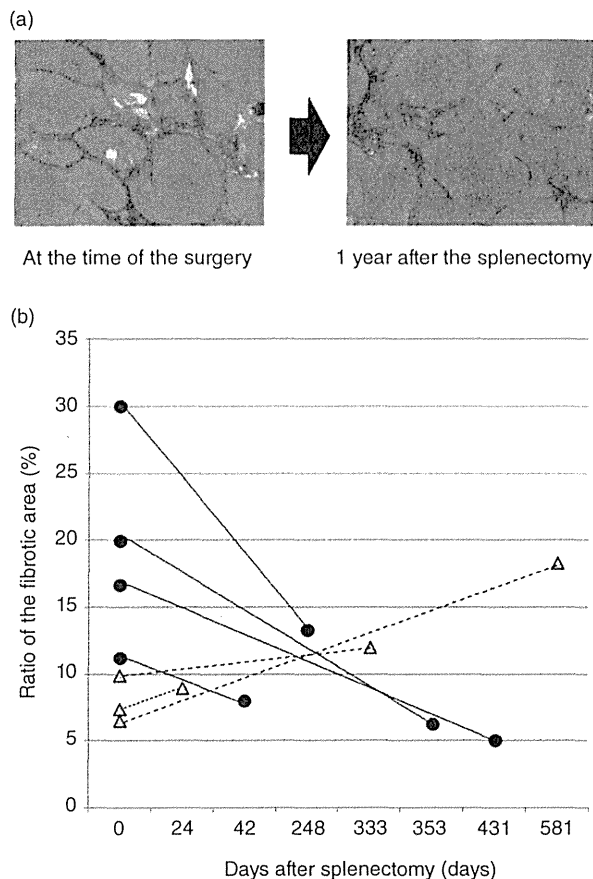 (a)
At the time of the surgery
1 year after the splenectomy
(b)
Ratio of the fibrotic area (%)
35
30
25
20
15
10
5
0
0 24 42 248 333 353 431 581
Days after splenectomy (days)